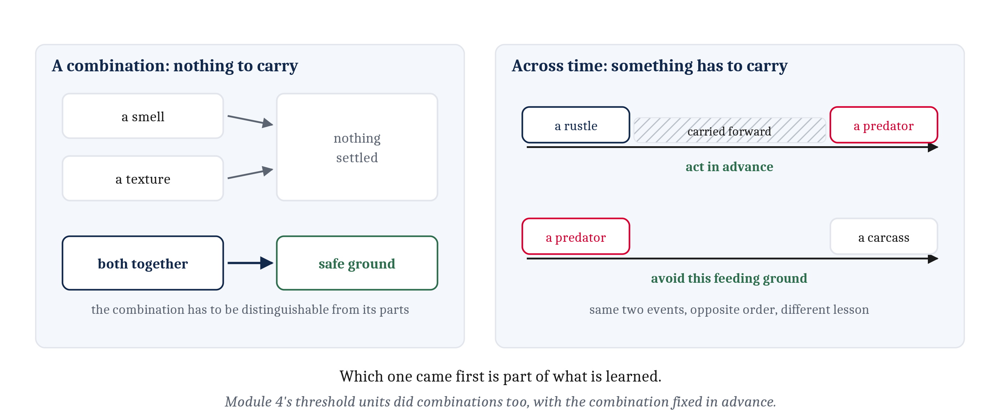 A combination: nothing to carry
a smell
a texture
nothing
settled
both together
safe ground
the combination has to be distinguishable from its parts
Across time: something has to carry
a rustle
carried forward
a predator
act in advance
a predator
a carcass
avoid this feeding ground
same two events, opposite order, different lesson
Which one came first is part of what is learned.
Module 4's threshold units did combinations too, with the combination fixed in advance.